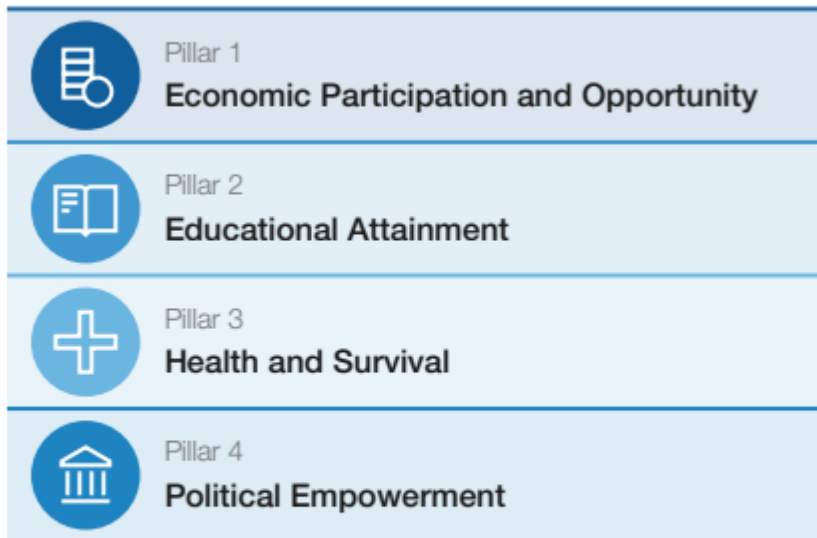 Pillar 1
Economic Participation and Opportunity
Pillar 2
Educational Attainment
Pillar 3
Health and Survival
Pillar 4
Political Empowerment